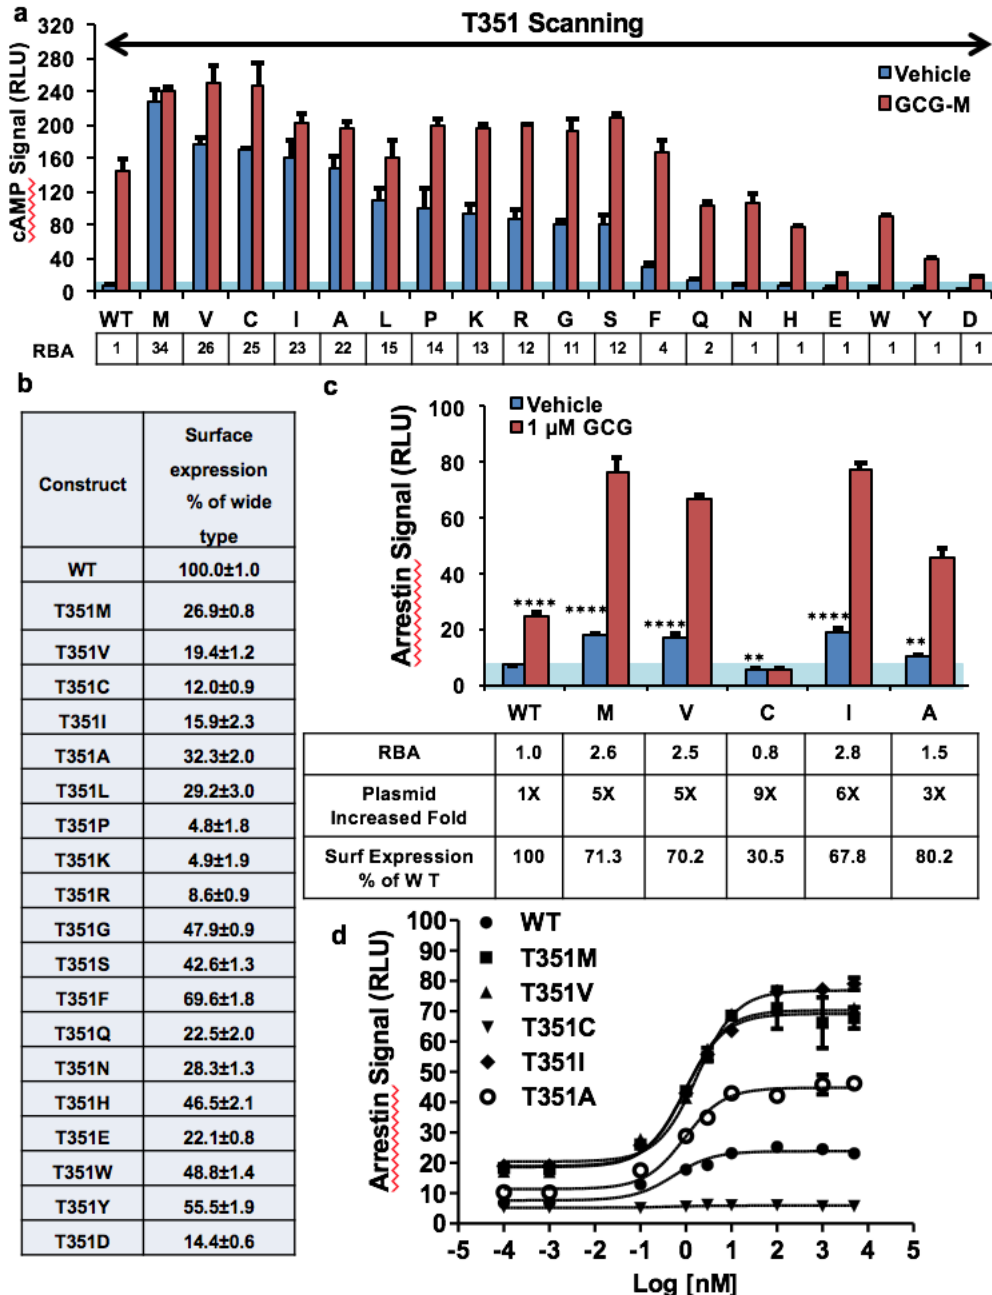 a
T351 Scanning
cAMP Signal (RLU)
320
280
240
200
160
120
80
40
0
Vehicle
GCG-M
WT M V C I A L P K R G S F Q N H E W Y D
RBA 1 34 26 25 23 22 15 14 13 12 11 12 4 2 1 1 1 1 1 1
b
Construct
Surface
expression
% of wide
type
WT 100.0±1.0
T351M 26.9±0.8
T351V 19.4±1.2
T351C 12.0±0.9
T351I 15.9±2.3
T351A 32.3±2.0
T351L 29.2±3.0
T351P 4.8±1.8
T351K 4.9±1.9
T351R 8.6±0.9
T351G 47.9±0.9
T351S 42.6±1.3
T351F 69.6±1.8
T351Q 22.5±2.0
T351N 28.3±1.3
T351H 46.5±2.1
T351E 22.1±0.8
T351W 48.8±1.4
T351Y 55.5±1.9
T351D 14.4±0.6
c
Arrestin Signal (RLU)
100
80
60
40
20
0
Vehicle
1 µM GCG
**** **** **** ** **** **
WT M V C I A
RBA 1.0 2.6 2.5 0.8 2.8 1.5
Plasmid
Increased Fold
1X 5X 5X 9X 6X 3X
Surf Expression
% of W T
100 71.3 70.2 30.5 67.8 80.2
d
Arrestin Signal (RLU)
100
90
80
70
60
50
40
30
20
10
0
WT
T351M
T351V
T351C
T351I
T351A
-5 -4 -3 -2 -1 0 1 2 3 4 5
Log [nM]